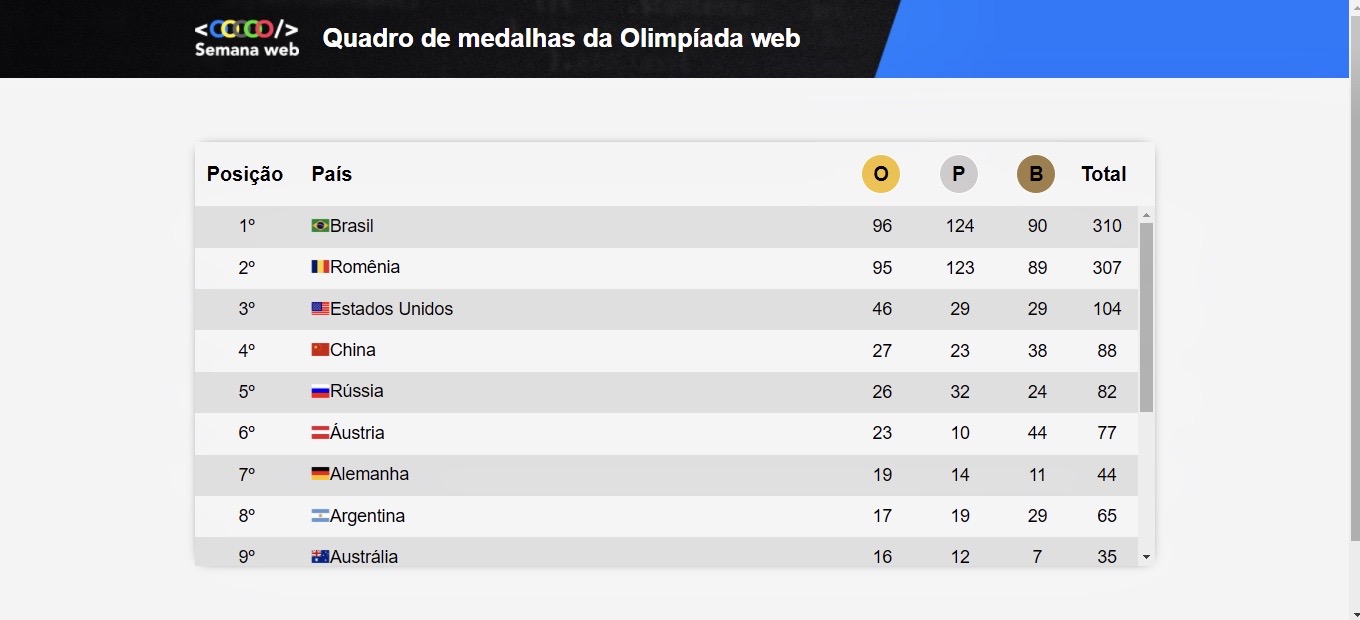 <OOOOO/>
Semana web
Quadro de medalhas da Olimpíada web
Posição País O P B Total
1º Brasil 96 124 90 310
2º Romênia 95 123 89 307
3º Estados Unidos 46 29 29 104
4º China 27 23 38 88
5º Rússia 26 32 24 82
6º Áustria 23 10 44 77
7º Alemanha 19 14 11 44
8º Argentina 17 19 29 65
9º Austrália 16 12 7 35